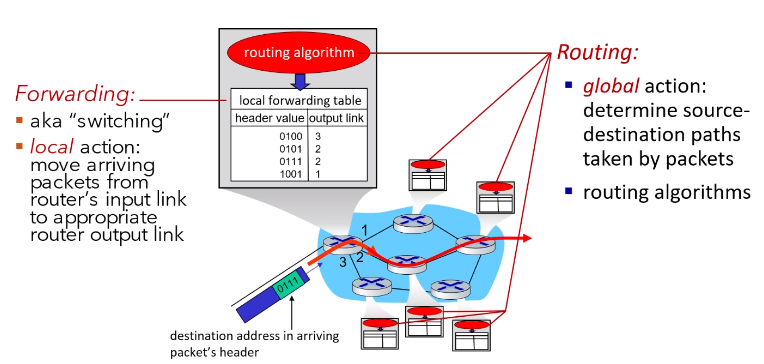 routing algorithm
local forwarding table
header value output link
0100 3
0101 2
0111 2
1001 1
Forwarding:
aka “switching”
local action:
move arriving
packets from
router’s input link
to appropriate
router output link
Routing:
global action:
determine source-
destination paths
taken by packets
routing algorithms
1
3 2
0111
destination address in arriving
packet’s header